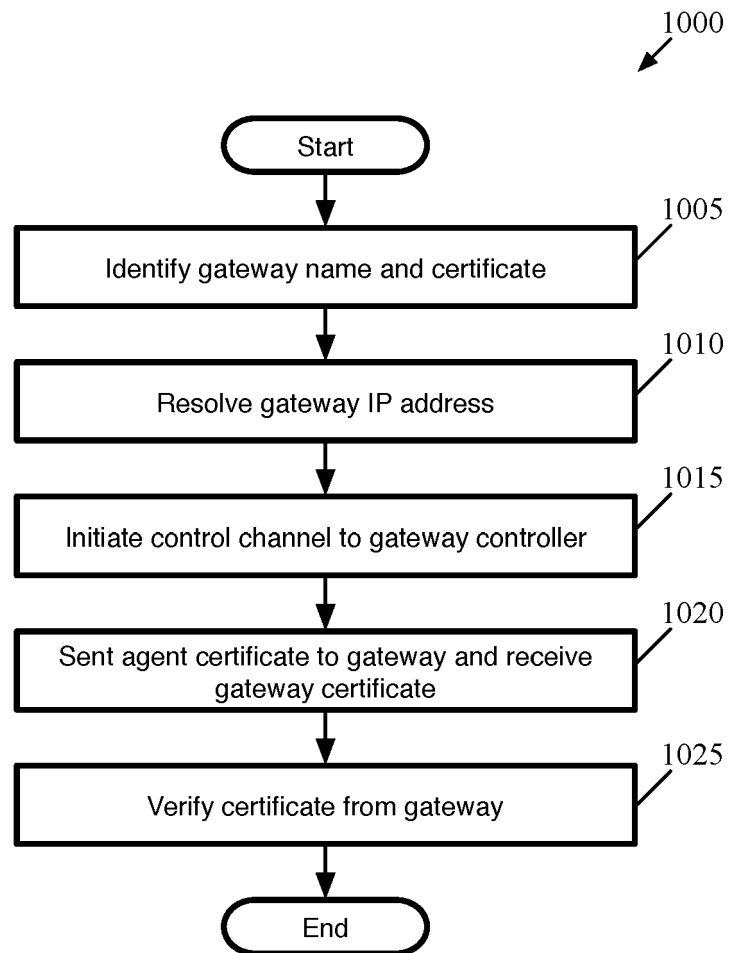 1000
Start
1005
Identify gateway name and certificate
1010
Resolve gateway IP address
1015
Initiate control channel to gateway controller
1020
Sent agent certificate to gateway and receive
gateway certificate
1025
Verify certificate from gateway
End